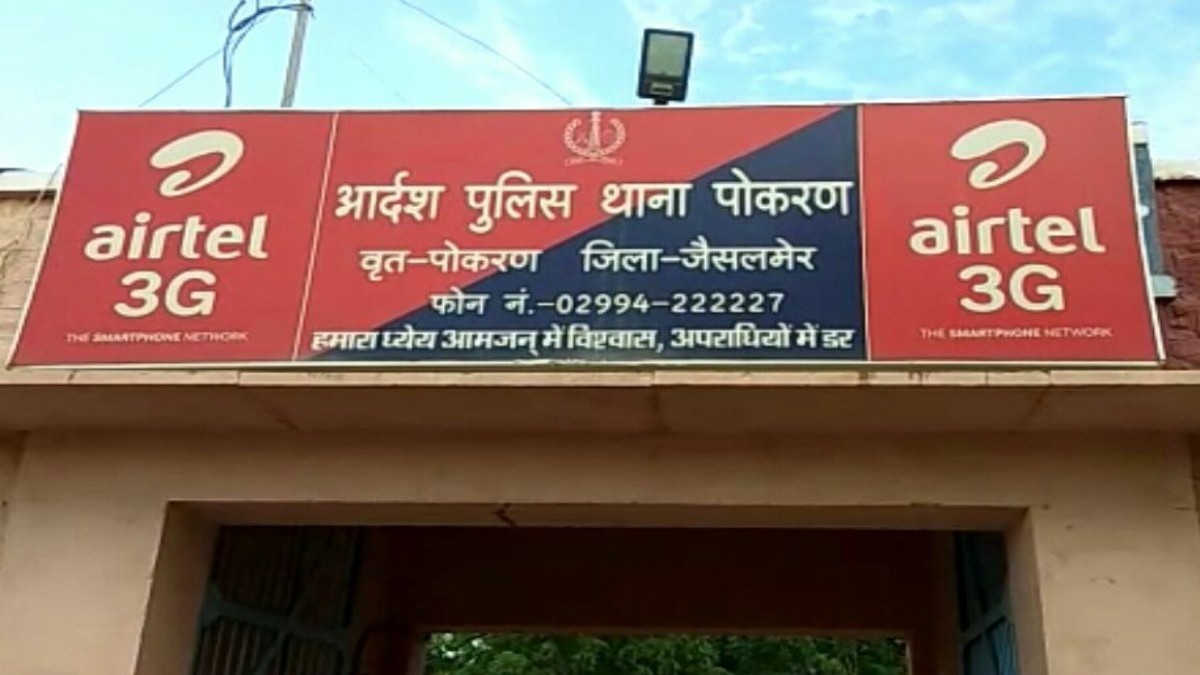 airtel
3G
THE SMARTPHONE NETWORK
आर्दश पुलिस थाना पोकरण
वृत-पोकरण जिला-जैसलमेर
फोन नं.-02994-222227
हमारा ध्येय आमजन् में विश्वास, अपराधियों में डर
airtel
3G
THE SMARTPHONE NETWORK